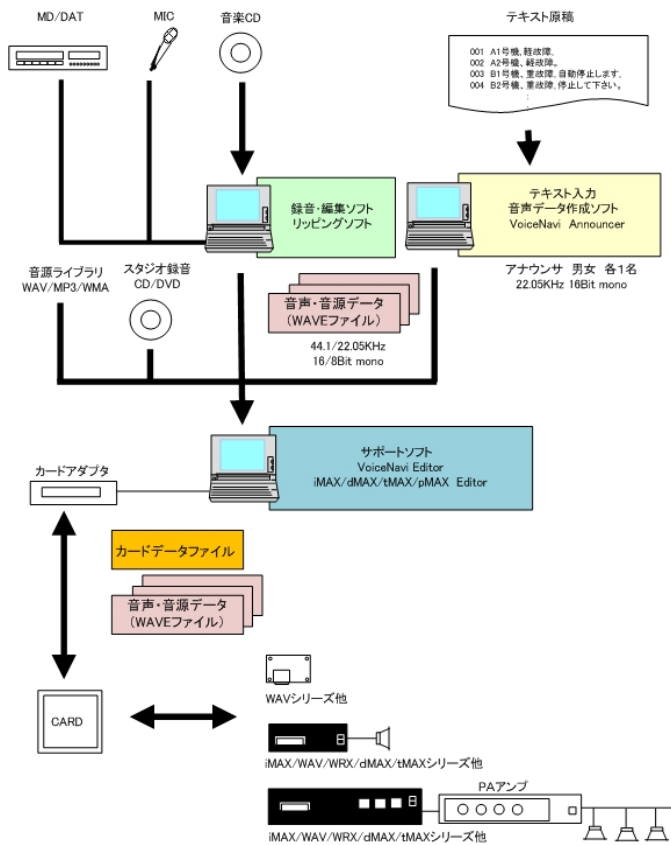 MD/DAT
MIC
音楽CD
テキスト原稿
001 A1号機、軽故障。
002 A2号機、軽故障。
003 B1号機、重故障、自動停止します。
004 B2号機、重故障、停止して下さい。
録音・編集ソフト
リッピングソフト
テキスト入力
音声データ作成ソフト
VoiceNavi Announcer
アナウンサ 男女 各1名
22.05KHz 16Bit mono
音源ライブラリ
WAV/MP3/WMA
スタジオ録音
CD/DVD
音声・音源データ
(WAVEファイル)
44.1/22.05KHz
16/8Bit mono
サポートソフト
VoiceNavi Editor
iMAX/dMAX/tMAX/pMAX Editor
カードアダプタ
カードデータファイル
音声・音源データ
(WAVEファイル)
CARD
WAVシリーズ他
iMAX/WAV/WRX/dMAX/tMAXシリーズ他
PAアンプ
iMAX/WAV/WRX/dMAX/tMAXシリーズ他